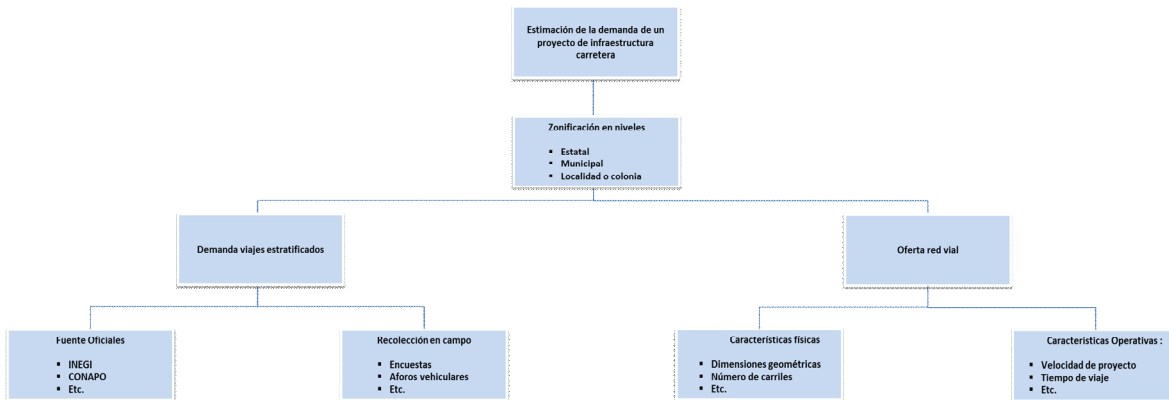 Estimación de la demanda de un
proyecto de infraestructura
carretera
Zonificación en niveles
▪ Estatal
▪ Municipal
▪ Localidad o colonia
Demanda viajes estratificados
Oferta red vial
Fuente Oficiales
▪ INEGI
▪ CONAPO
▪ Etc.
Recolección en campo
▪ Encuestas
▪ Aforos vehiculares
▪ Etc.
Características físicas
▪ Dimensiones geométricas
▪ Número de carriles
▪ Etc.
Caracteristicas Operativas :
▪ Velocidad de proyecto
▪ Tiempo de viaje
▪ Etc.